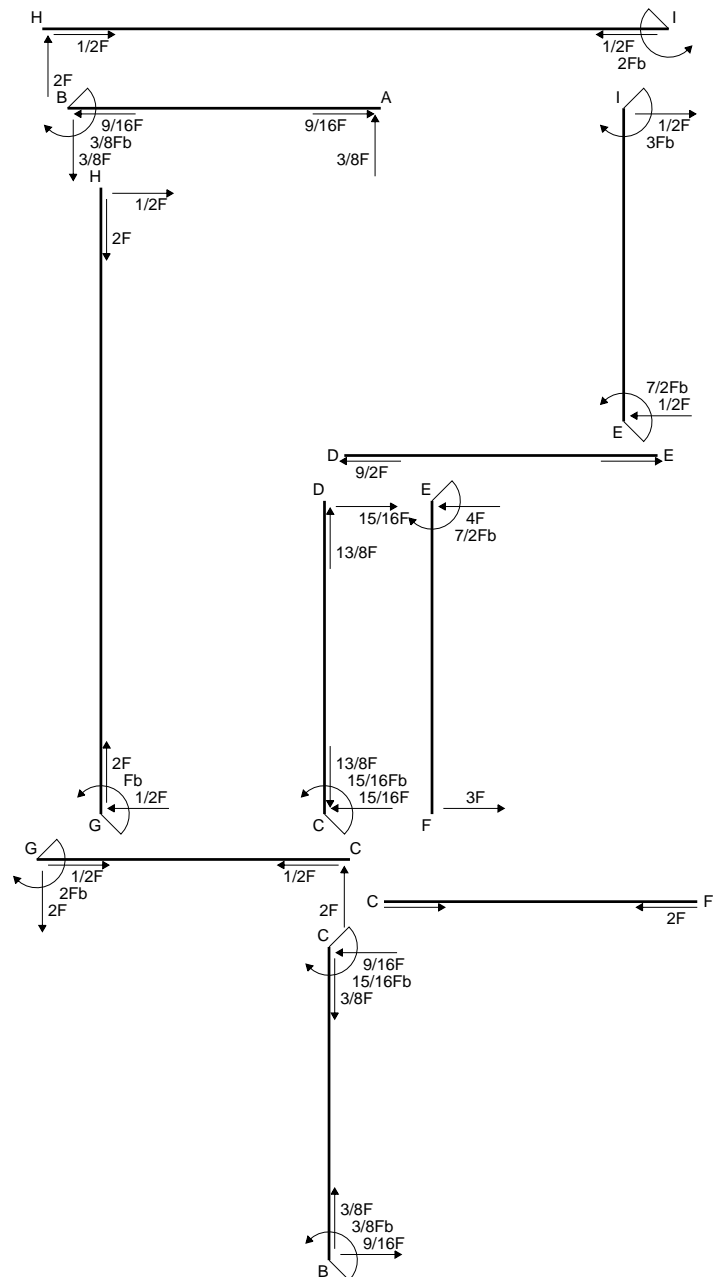 H I
1/2F 1/2F
2F 2Fb
B A I
9/16F 9/16F 1/2F
3/8Fb 3Fb
3/8F 3/8F
H
1/2F
2F
7/2Fb
1/2F
E
D E
9/2F
D E
15/16F 4F
7/2Fb
13/8F
2F 13/8F
Fb 15/16Fb
1/2F 15/16F 3F
G C F
G C
1/2F 1/2F
2Fb
2F 2F
C F
2F
C
9/16F
15/16Fb
3/8F
3/8F
3/8Fb
9/16F
B